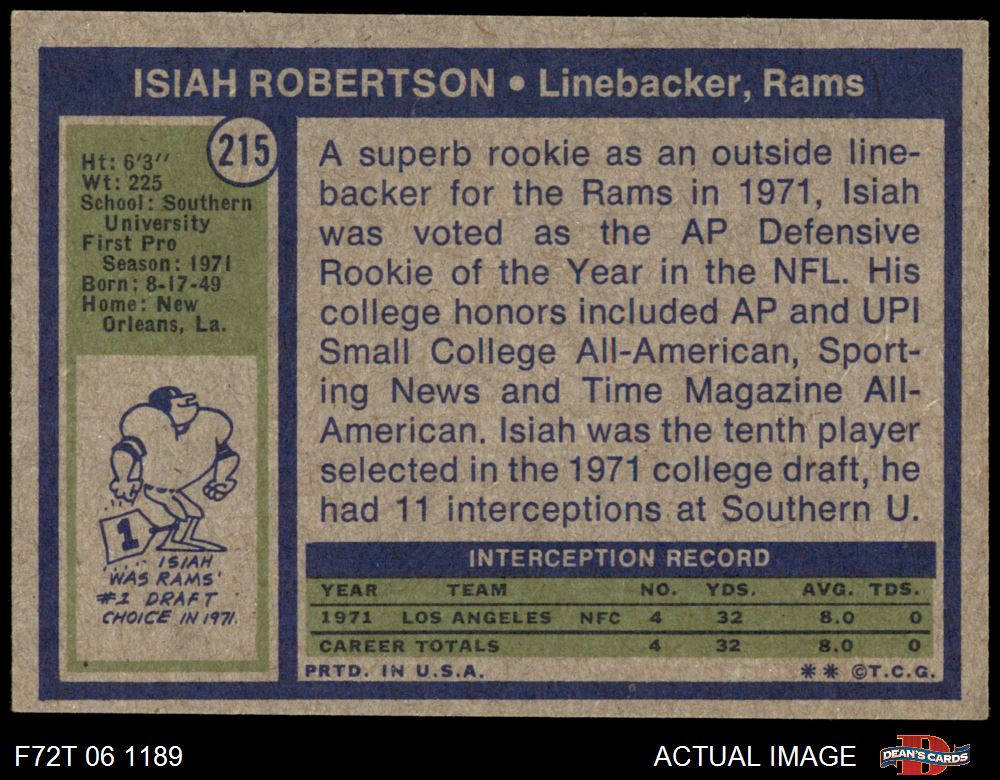 ISIAH ROBERTSON • Linebacker, Rams
215
Ht: 6'3''
Wt: 225
School: Southern
University
First Pro
Season: 1971
Born: 8-17-49
Home: New
Orleans, La.
1
ISIAH
WAS RAMS'
#1 DRAFT
CHOICE IN 1971.
A superb rookie as an outside line-
backer for the Rams in 1971, Isiah
was voted as the AP Defensive
Rookie of the Year in the NFL. His
college honors included AP and UPI
Small College All-American, Sport-
ing News and Time Magazine All-
American. Isiah was the tenth player
selected in the 1971 college draft, he
had 11 interceptions at Southern U.
INTERCEPTION RECORD
YEAR TEAM NO. YDS. AVG. TDS.
1971 LOS ANGELES NFC 4 32 8.0 0
CAREER TOTALS 4 32 8.0 0
PRTD. IN U.S.A. ** ©T.C.G.
F72T 06 1189 ACTUAL IMAGE D DEAN'S CARDS